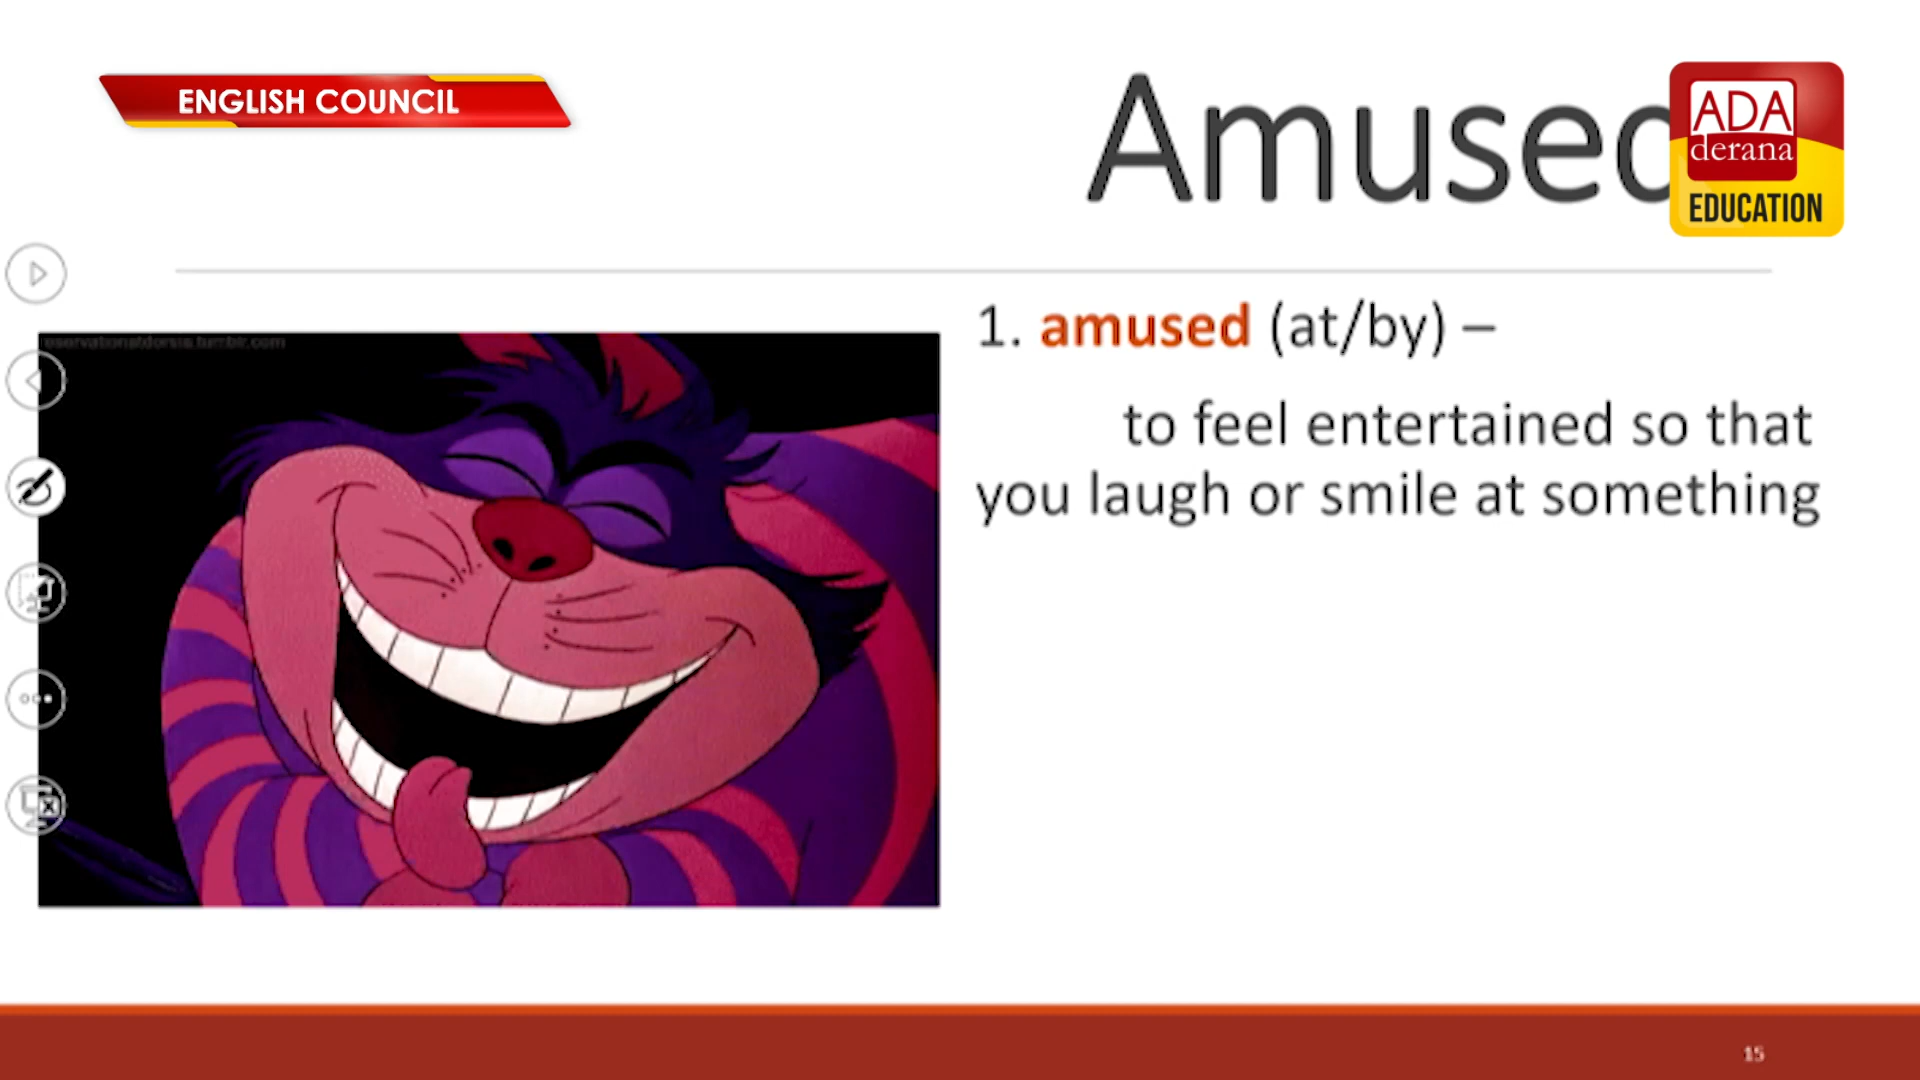 ENGLISH COUNCIL
Amused
ADA
derana
EDUCATION
1. amused (at/by) –
to feel entertained so that
you laugh or smile at something
15